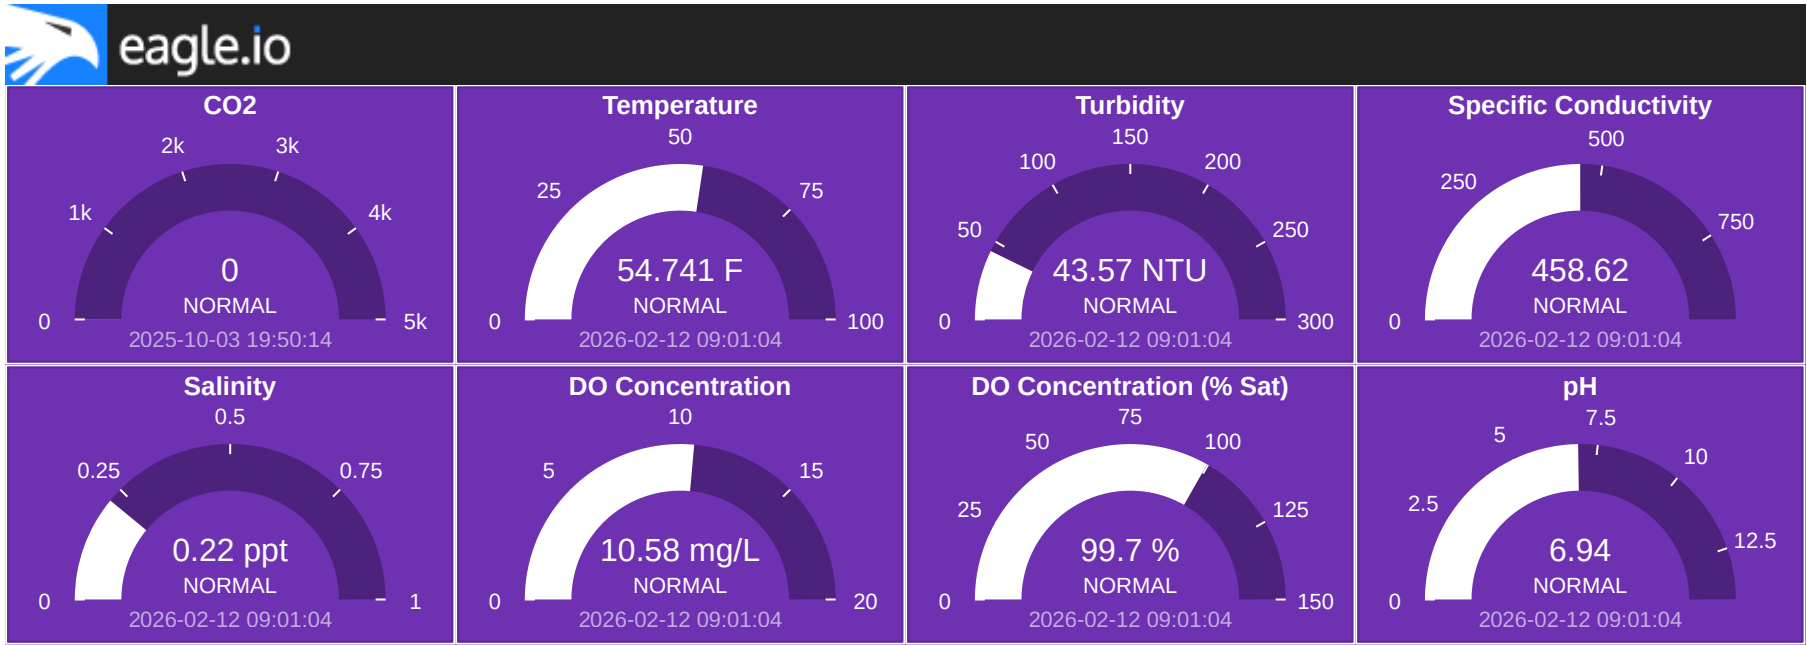 eagle.io
CO2
0
1k
2k
3k
4k
5k
0
NORMAL
2025-10-03 19:50:14
Temperature
0
25
50
75
100
54.741 F
NORMAL
2026-02-12 09:01:04
Turbidity
0
50
100
150
200
250
300
43.57 NTU
NORMAL
2026-02-12 09:01:04
Specific Conductivity
0
250
500
750
458.62
NORMAL
2026-02-12 09:01:04
Salinity
0
0.25
0.5
0.75
1
0.22 ppt
NORMAL
2026-02-12 09:01:04
DO Concentration
0
5
10
15
20
10.58 mg/L
NORMAL
2026-02-12 09:01:04
DO Concentration (% Sat)
0
25
50
75
100
125
150
99.7 %
NORMAL
2026-02-12 09:01:04
pH
0
2.5
5
7.5
10
12.5
6.94
NORMAL
2026-02-12 09:01:04